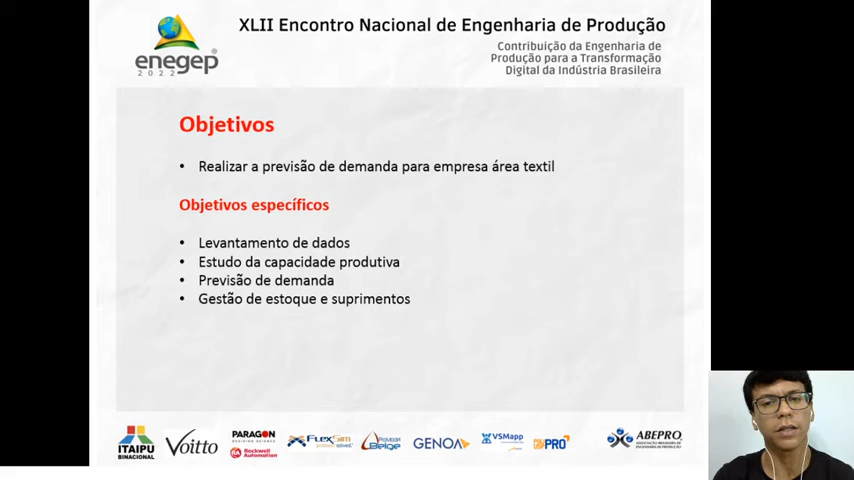 XLII Encontro Nacional de Engenharia de Produção
Contribuição da Engenharia de
Produção para a Transformação
Digital da Indústria Brasileira
enegep
2022
Objetivos
• Realizar a previsão de demanda para empresa área textil
Objetivos específicos
• Levantamento de dados
• Estudo da capacidade produtiva
• Previsão de demanda
• Gestão de estoque e suprimentos
ITAIPU
BINACIONAL
Voitto
PARAGON
Rockwell
Automation
FLEXSIM
Belge
GENOA
VSMapp
PRO
ABEPRO